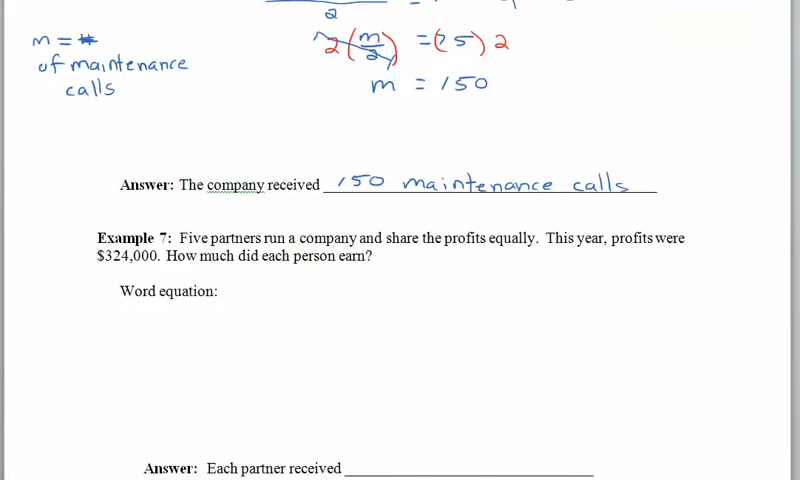 2
m = #
of maintenance
calls
2(m/2) = (75)2
m = 150
Answer: The company received 150 maintenance calls
Example 7: Five partners run a company and share the profits equally. This year, profits were
$324,000. How much did each person earn?
Word equation:
Answer: Each partner received